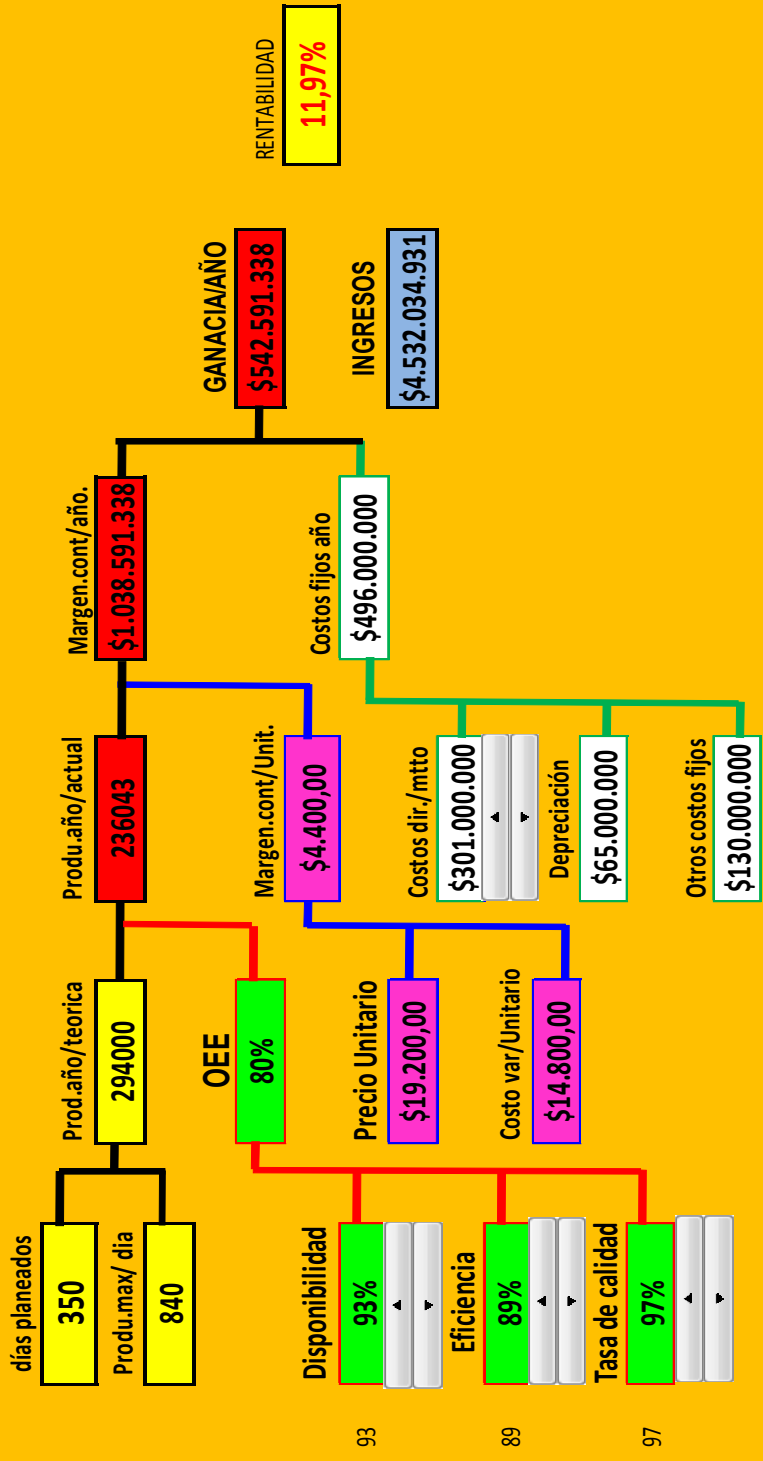 días planeados
350
Produ.max/ dia
840
Prod.año/teorica
294000
OEE
80%
Disponibilidad
93%
93
Eficiencia
89%
89
Tasa de calidad
97%
97
Produ.año/actual
236043
Precio Unitario
$19.200,00
Costo var/Unitario
$14.800,00
Margen.cont/Unit.
$4.400,00
Margen.cont/año.
$1.038.591.338
Costos dir./mtto
$301.000.000
Depreciación
$65.000.000
Otros costos fijos
$130.000.000
Costos fijos año
$496.000.000
GANACIA/AÑO
$542.591.338
INGRESOS
$4.532.034.931
RENTABILIDAD
11,97%